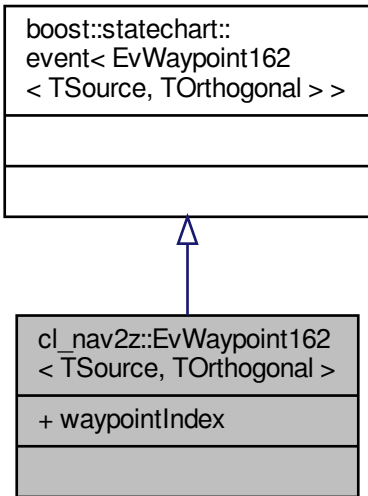 boost::statechart::
event< EvWaypoint162
< TSource, TOrthogonal > >
cl_nav2z::EvWaypoint162
< TSource, TOrthogonal >
+ waypointIndex